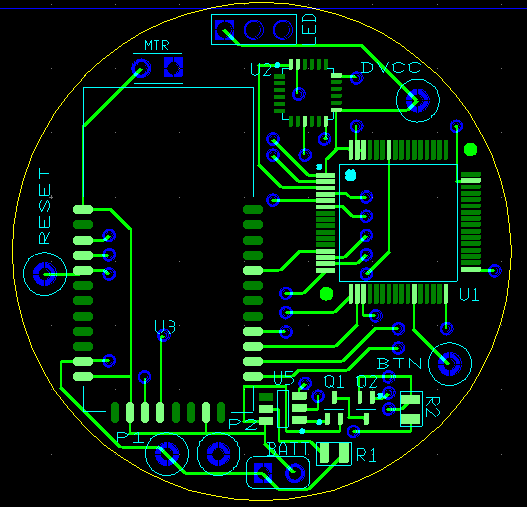 LED
MTR
U2
DVCC
RESET
U1
U3
BTN
U5
Q1
Q2
R2
P1
P2
BATT
R1